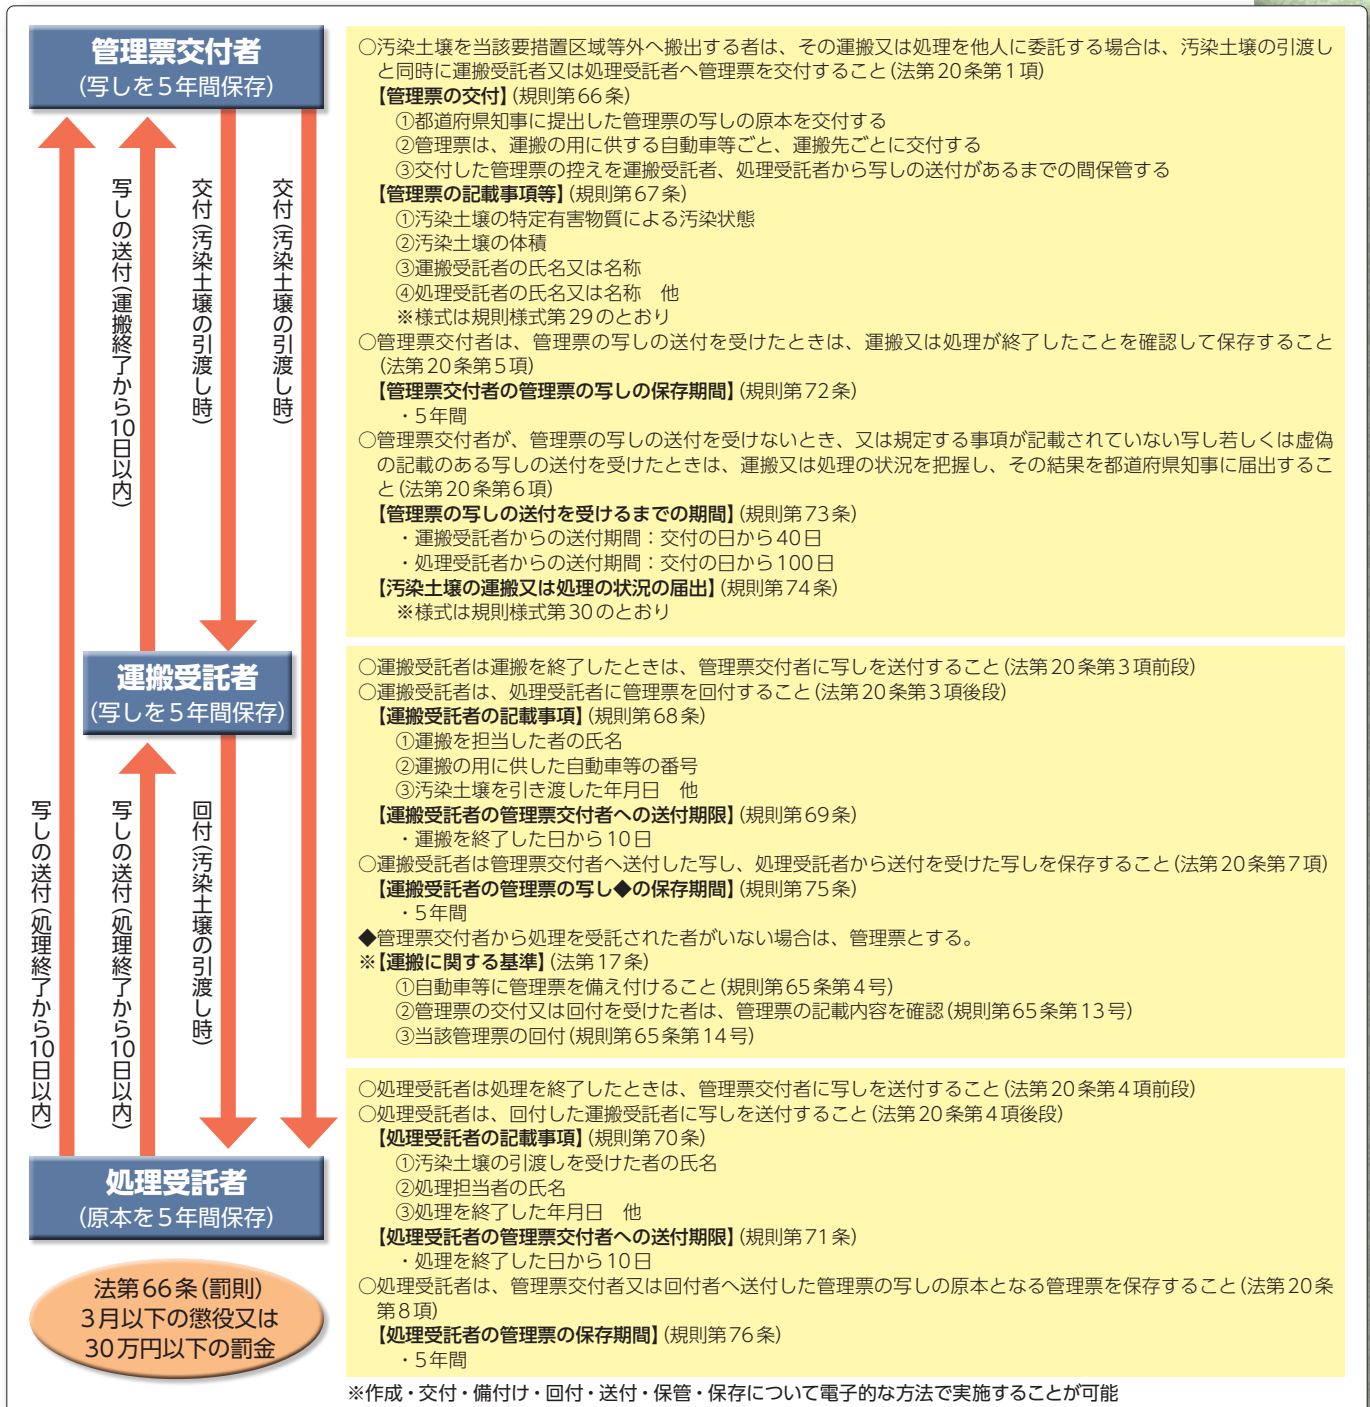 管理票交付者
(写しを5年間保存)
写しの送付(運搬終了から10日以内)
交付(汚染土壌の引渡し時)
交付(汚染土壌の引渡し時)
○汚染土壌を当該要措置区域等外へ搬出する者は、その運搬又は処理を他人に委託する場合は、汚染土壌の引渡し
と同時に運搬受託者又は処理受託者へ管理票を交付すること(法第20条第1項)
【管理票の交付】(規則第66条)
①都道府県知事に提出した管理票の写しの原本を交付する
②管理票は、運搬の用に供する自動車等ごと、運搬先ごとに交付する
③交付した管理票の控えを運搬受託者、処理受託者から写しの送付があるまでの間保管する
【管理票の記載事項等】(規則第67条)
①汚染土壌の特定有害物質による汚染状態
②汚染土壌の体積
③運搬受託者の氏名又は名称
④処理受託者の氏名又は名称　他
※様式は規則様式第29のとおり
○管理票交付者は、管理票の写しの送付を受けたときは、運搬又は処理が終了したことを確認して保存すること
(法第20条第5項)
【管理票交付者の管理票の写しの保存期間】(規則第72条)
・5年間
○管理票交付者が、管理票の写しの送付を受けないとき、又は規定する事項が記載されていない写し若しくは虚偽
の記載のある写しの送付を受けたときは、運搬又は処理の状況を把握し、その結果を都道府県知事に届出するこ
と(法第20条第6項)
【管理票の写しの送付を受けるまでの期間】(規則第73条)
・運搬受託者からの送付期間：交付の日から40日
・処理受託者からの送付期間：交付の日から100日
【汚染土壌の運搬又は処理の状況の届出】(規則第74条)
※様式は規則様式第30のとおり
運搬受託者
(写しを5年間保存)
写しの送付(処理終了から10日以内)
写しの送付(処理終了から10日以内)
回付(汚染土壌の引渡し時)
○運搬受託者は運搬を終了したときは、管理票交付者に写しを送付すること(法第20条第3項前段)
○運搬受託者は、処理受託者に管理票を回付すること(法第20条第3項後段)
【運搬受託者の記載事項】(規則第68条)
①運搬を担当した者の氏名
②運搬の用に供した自動車等の番号
③汚染土壌を引き渡した年月日　他
【運搬受託者の管理票交付者への送付期限】(規則第69条)
・運搬を終了した日から10日
○運搬受託者は管理票交付者へ送付した写し、処理受託者から送付を受けた写しを保存すること(法第20条第7項)
【運搬受託者の管理票の写し◆の保存期間】(規則第75条)
・5年間
◆管理票交付者から処理を受託された者がいない場合は、管理票とする。
※【運搬に関する基準】(法第17条)
①自動車等に管理票を備え付けること(規則第65条第4号)
②管理票の交付又は回付を受けた者は、管理票の記載内容を確認(規則第65条第13号)
③当該管理票の回付(規則第65条第14号)
処理受託者
(原本を5年間保存)
○処理受託者は処理を終了したときは、管理票交付者に写しを送付すること(法第20条第4項前段)
○処理受託者は、回付した運搬受託者に写しを送付すること(法第20条第4項後段)
【処理受託者の記載事項】(規則第70条)
①汚染土壌の引渡しを受けた者の氏名
②処理担当者の氏名
③処理を終了した年月日　他
【処理受託者の管理票交付者への送付期限】(規則第71条)
・処理を終了した日から10日
○処理受託者は、管理票交付者又は回付者へ送付した管理票の写しの原本となる管理票を保存すること(法第20条
第8項)
【処理受託者の管理票の保存期間】(規則第76条)
・5年間
法第66条(罰則)
3月以下の懲役又は
30万円以下の罰金
※作成・交付・備付け・回付・送付・保管・保存について電子的な方法で実施することが可能